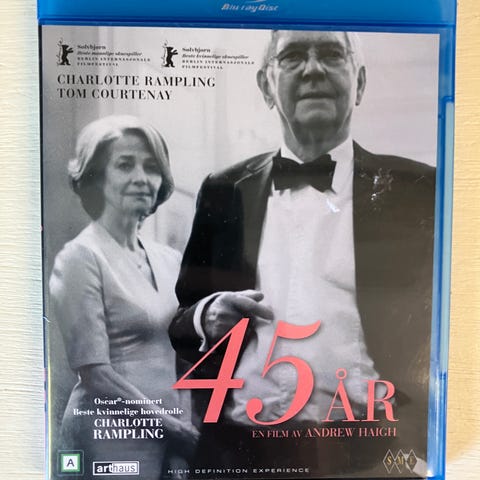 Blu-ray Disc
Sølvbjørn
Beste mannlige skuespiller
BERLIN INTERNASJONALE
FILMFESTIVAL
Sølvbjørn
Beste kvinnelige skuespiller
BERLIN INTERNASJONALE
FILMFESTIVAL
CHARLOTTE RAMPLING
TOM COURTENAY
45 ÅR
EN FILM AV ANDREW HAIGH
Oscar®-nominert
Beste kvinnelige hovedrolle
CHARLOTTE
RAMPLING
A
arthaus
HIGH DEFINITION EXPERIENCE
SME